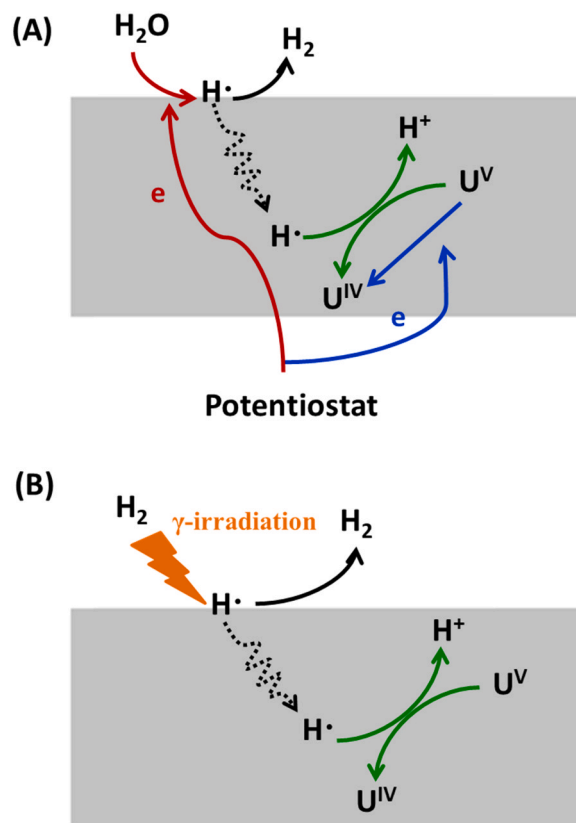 (A)
H₂O
H₂
H•
H⁺
e
Uⱽ
H•
Uᴵⱽ
e
Potentiostat
(B)
H₂
γ-irradiation
H₂
H•
H⁺
Uⱽ
H•
Uᴵⱽ